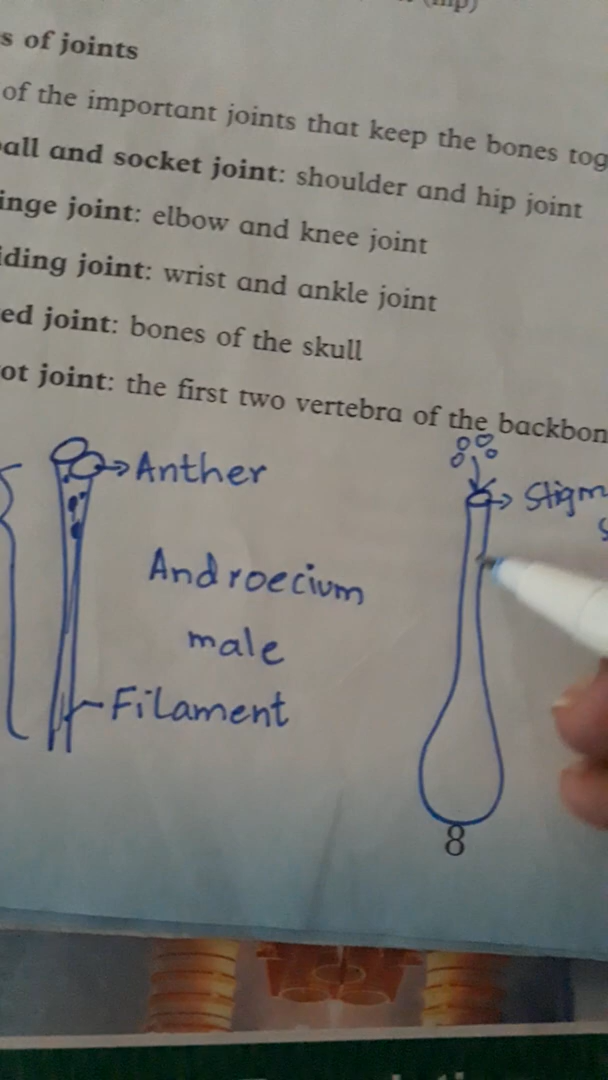 s of joints
of the important joints that keep the bones tog
all and socket joint: shoulder and hip joint
inge joint: elbow and knee joint
iding joint: wrist and ankle joint
ed joint: bones of the skull
ot joint: the first two vertebra of the backbon
Anther
Stigm
Androecium
male
Filament
8